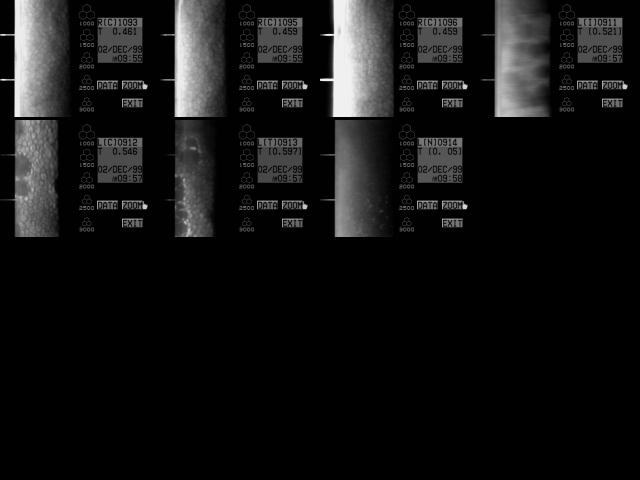 R(C)1093
1000
T 0.461
1500
02/DEC/99
㏂09:55
2000
DATA ZOOM
2500
EXIT
3000
R(C)1095
1000
T 0.459
1500
02/DEC/99
㏂09:55
2000
DATA ZOOM
2500
EXIT
3000
R(C)1096
1000
T 0.459
1500
02/DEC/99
㏂09:55
2000
DATA ZOOM
2500
EXIT
3000
L(I)0911
1000
T [0.521]
1500
02/DEC/99
㏂09:57
2000
DATA ZOOM
2500
EXIT
3000
L(C)0912
1000
T 0.546
1500
02/DEC/99
㏂09:57
2000
DATA ZOOM
2500
EXIT
3000
L(T)0913
1000
T [0.597]
1500
02/DEC/99
㏂09:57
2000
DATA ZOOM
2500
EXIT
3000
L(N)0914
1000
T [0. 05]
1500
02/DEC/99
㏂09:58
2000
DATA ZOOM
2500
EXIT
3000